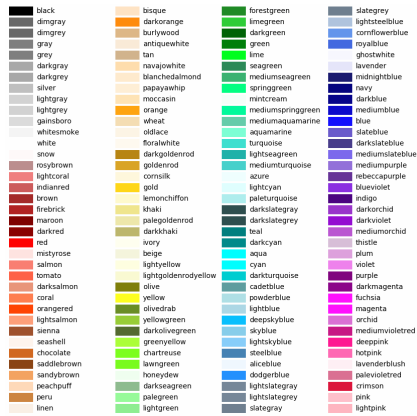 black
dimgray
dimgrey
gray
grey
darkgray
darkgrey
silver
lightgray
lightgrey
gainsboro
whitesmoke
white
snow
rosybrown
lightcoral
indianred
brown
firebrick
maroon
darkred
red
mistyrose
salmon
tomato
darksalmon
coral
orangered
lightsalmon
sienna
seashell
chocolate
saddlebrown
sandybrown
peachpuff
peru
linen
bisque
darkorange
burlywood
antiquewhite
tan
navajowhite
blanchedalmond
papayawhip
moccasin
orange
wheat
oldlace
floralwhite
darkgoldenrod
goldenrod
cornsilk
gold
lemonchiffon
khaki
palegoldenrod
darkkhaki
ivory
beige
lightyellow
lightgoldenrodyellow
olive
yellow
olivedrab
yellowgreen
darkolivegreen
greenyellow
chartreuse
lawngreen
honeydew
darkseagreen
palegreen
lightgreen
forestgreen
limegreen
darkgreen
green
lime
seagreen
mediumseagreen
springgreen
mintcream
mediumspringgreen
mediumaquamarine
aquamarine
turquoise
lightseagreen
mediumturquoise
azure
lightcyan
paleturquoise
darkslategray
darkslategrey
teal
darkcyan
aqua
cyan
darkturquoise
cadetblue
powderblue
lightblue
deepskyblue
skyblue
lightskyblue
steelblue
aliceblue
dodgerblue
lightslategray
lightslategrey
slategray
slategrey
lightsteelblue
cornflowerblue
royalblue
ghostwhite
lavender
midnightblue
navy
darkblue
mediumblue
blue
slateblue
darkslateblue
mediumslateblue
mediumpurple
rebeccapurple
blueviolet
indigo
darkorchid
darkviolet
mediumorchid
thistle
plum
violet
purple
darkmagenta
fuchsia
magenta
orchid
mediumvioletred
deeppink
hotpink
lavenderblush
palevioletred
crimson
pink
lightpink